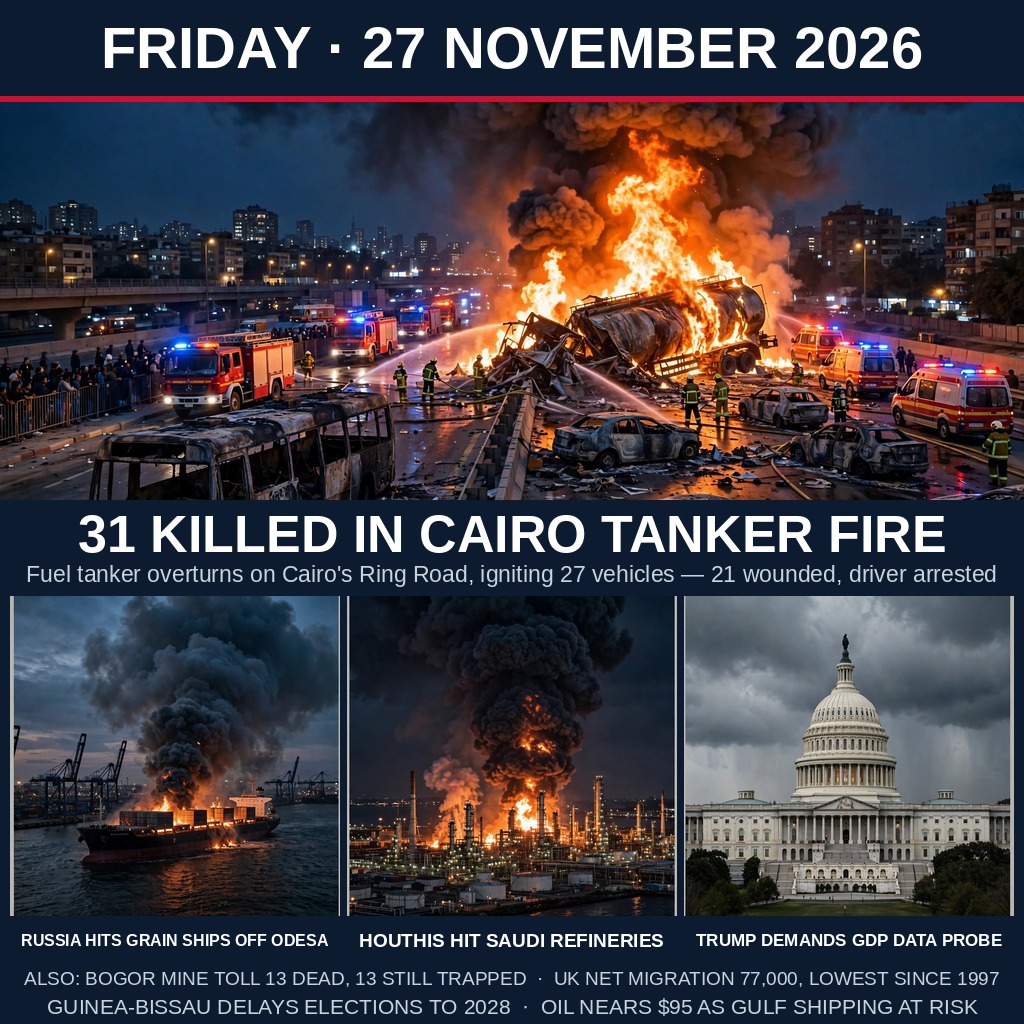 FRIDAY · 27 NOVEMBER 2026
31 KILLED IN CAIRO TANKER FIRE
Fuel tanker overturns on Cairo's Ring Road, igniting 27 vehicles — 21 wounded, driver arrested
RUSSIA HITS GRAIN SHIPS OFF ODESA
HOUTHIS HIT SAUDI REFINERIES
TRUMP DEMANDS GDP DATA PROBE
ALSO: BOGOR MINE TOLL 13 DEAD, 13 STILL TRAPPED · UK NET MIGRATION 77,000, LOWEST SINCE 1997
GUINEA-BISSAU DELAYS ELECTIONS TO 2028 · OIL NEARS $95 AS GULF SHIPPING AT RISK